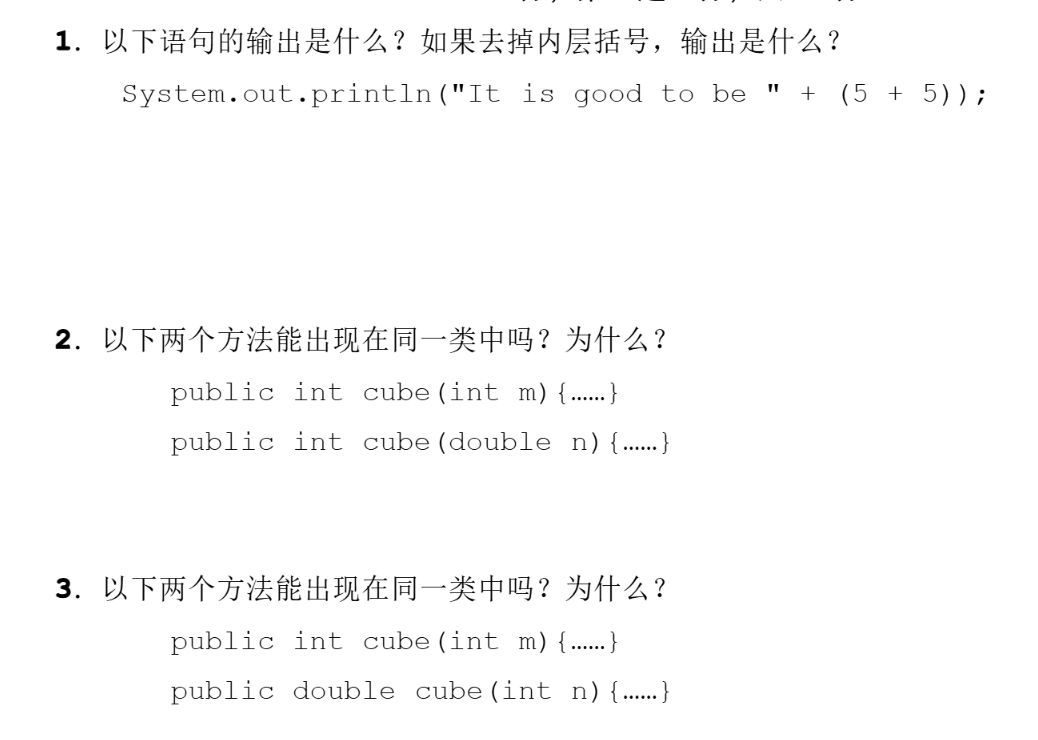 1. 以下语句的输出是什么？如果去掉内层括号，输出是什么？
System.out.println("It is good to be " + (5 + 5));
2. 以下两个方法能出现在同一类中吗？为什么？
public int cube(int m){……}
public int cube(double n){……}
3. 以下两个方法能出现在同一类中吗？为什么？
public int cube(int m){……}
public double cube(int n){……}